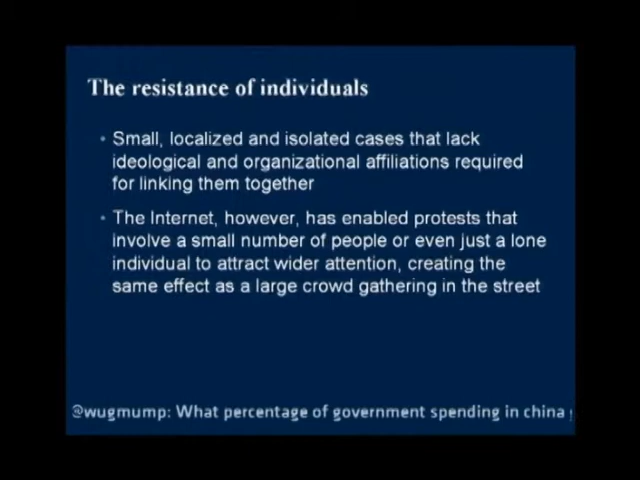 The resistance of individuals
• Small, localized and isolated cases that lack
ideological and organizational affiliations required
for linking them together
• The Internet, however, has enabled protests that
involve a small number of people or even just a lone
individual to attract wider attention, creating the
same effect as a large crowd gathering in the street
@wugmump: What percentage of government spending in china